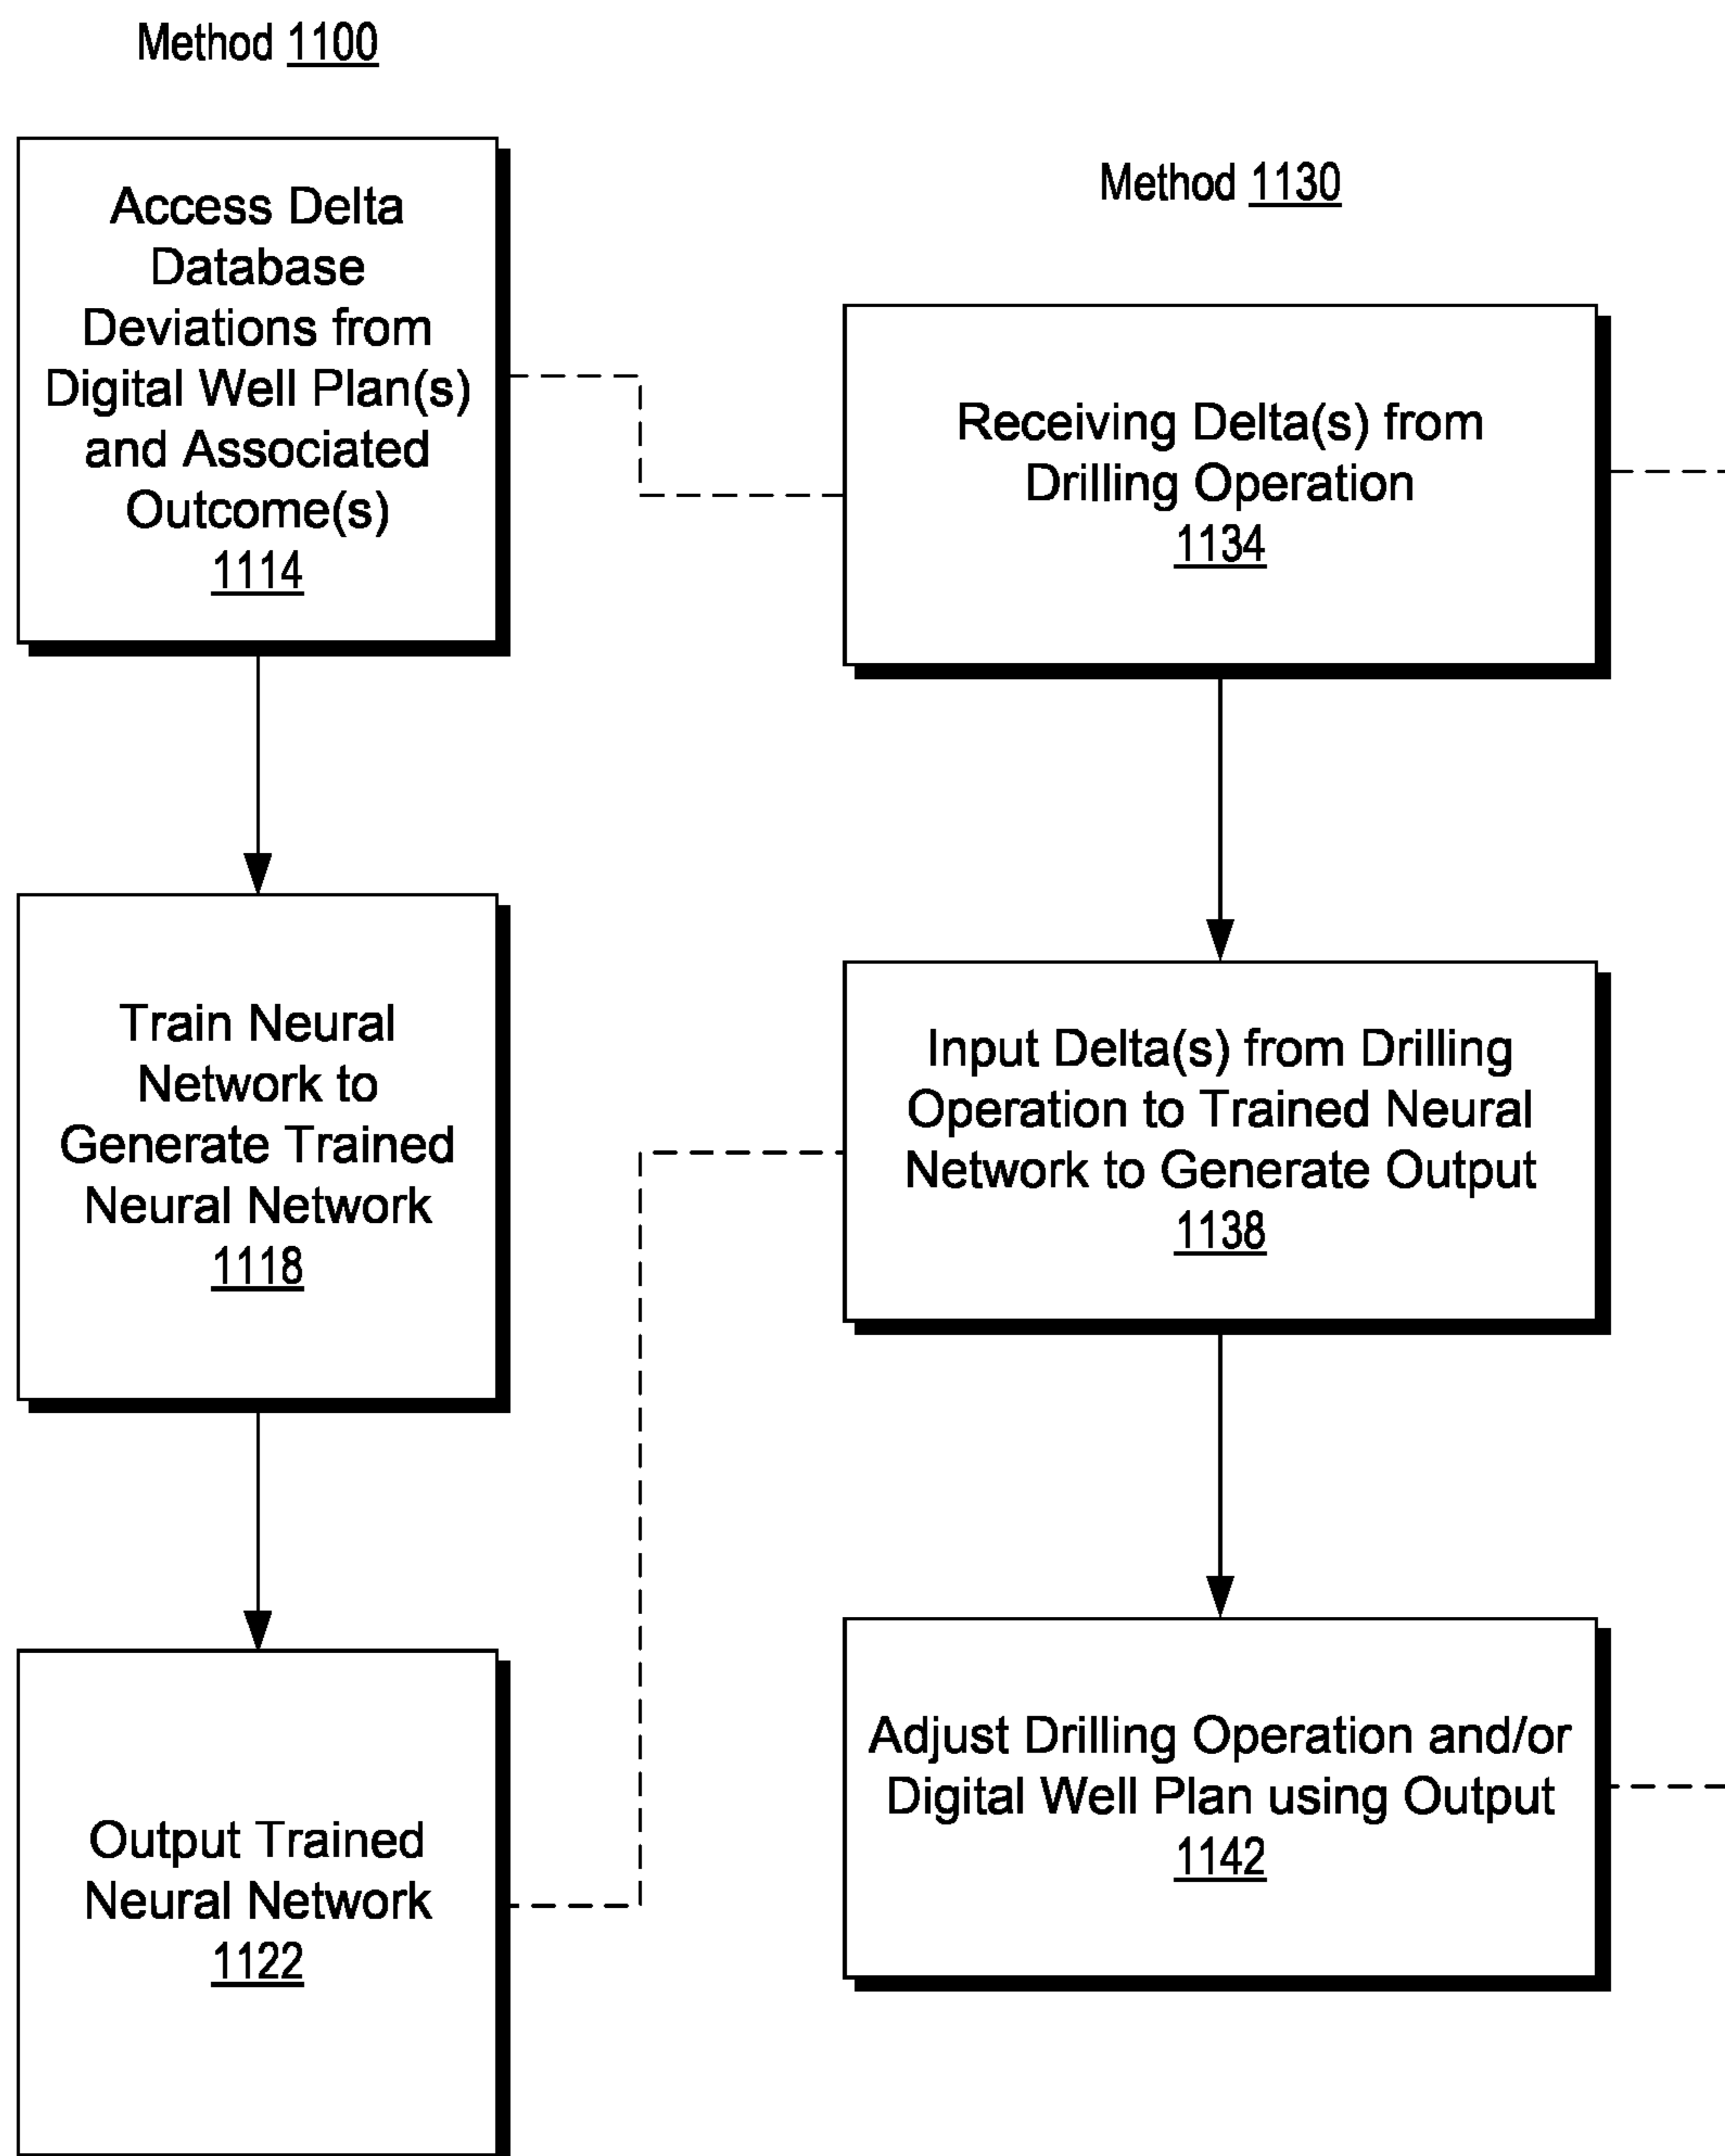 Method 1100
Access Delta
Database
Deviations from
Digital Well Plan(s)
and Associated
Outcome(s)
1114
Train Neural
Network to
Generate Trained
Neural Network
1118
Output Trained
Neural Network
1122
Method 1130
Receiving Delta(s) from
Drilling Operation
1134
Input Delta(s) from Drilling
Operation to Trained Neural
Network to Generate Output
1138
Adjust Drilling Operation and/or
Digital Well Plan using Output
1142